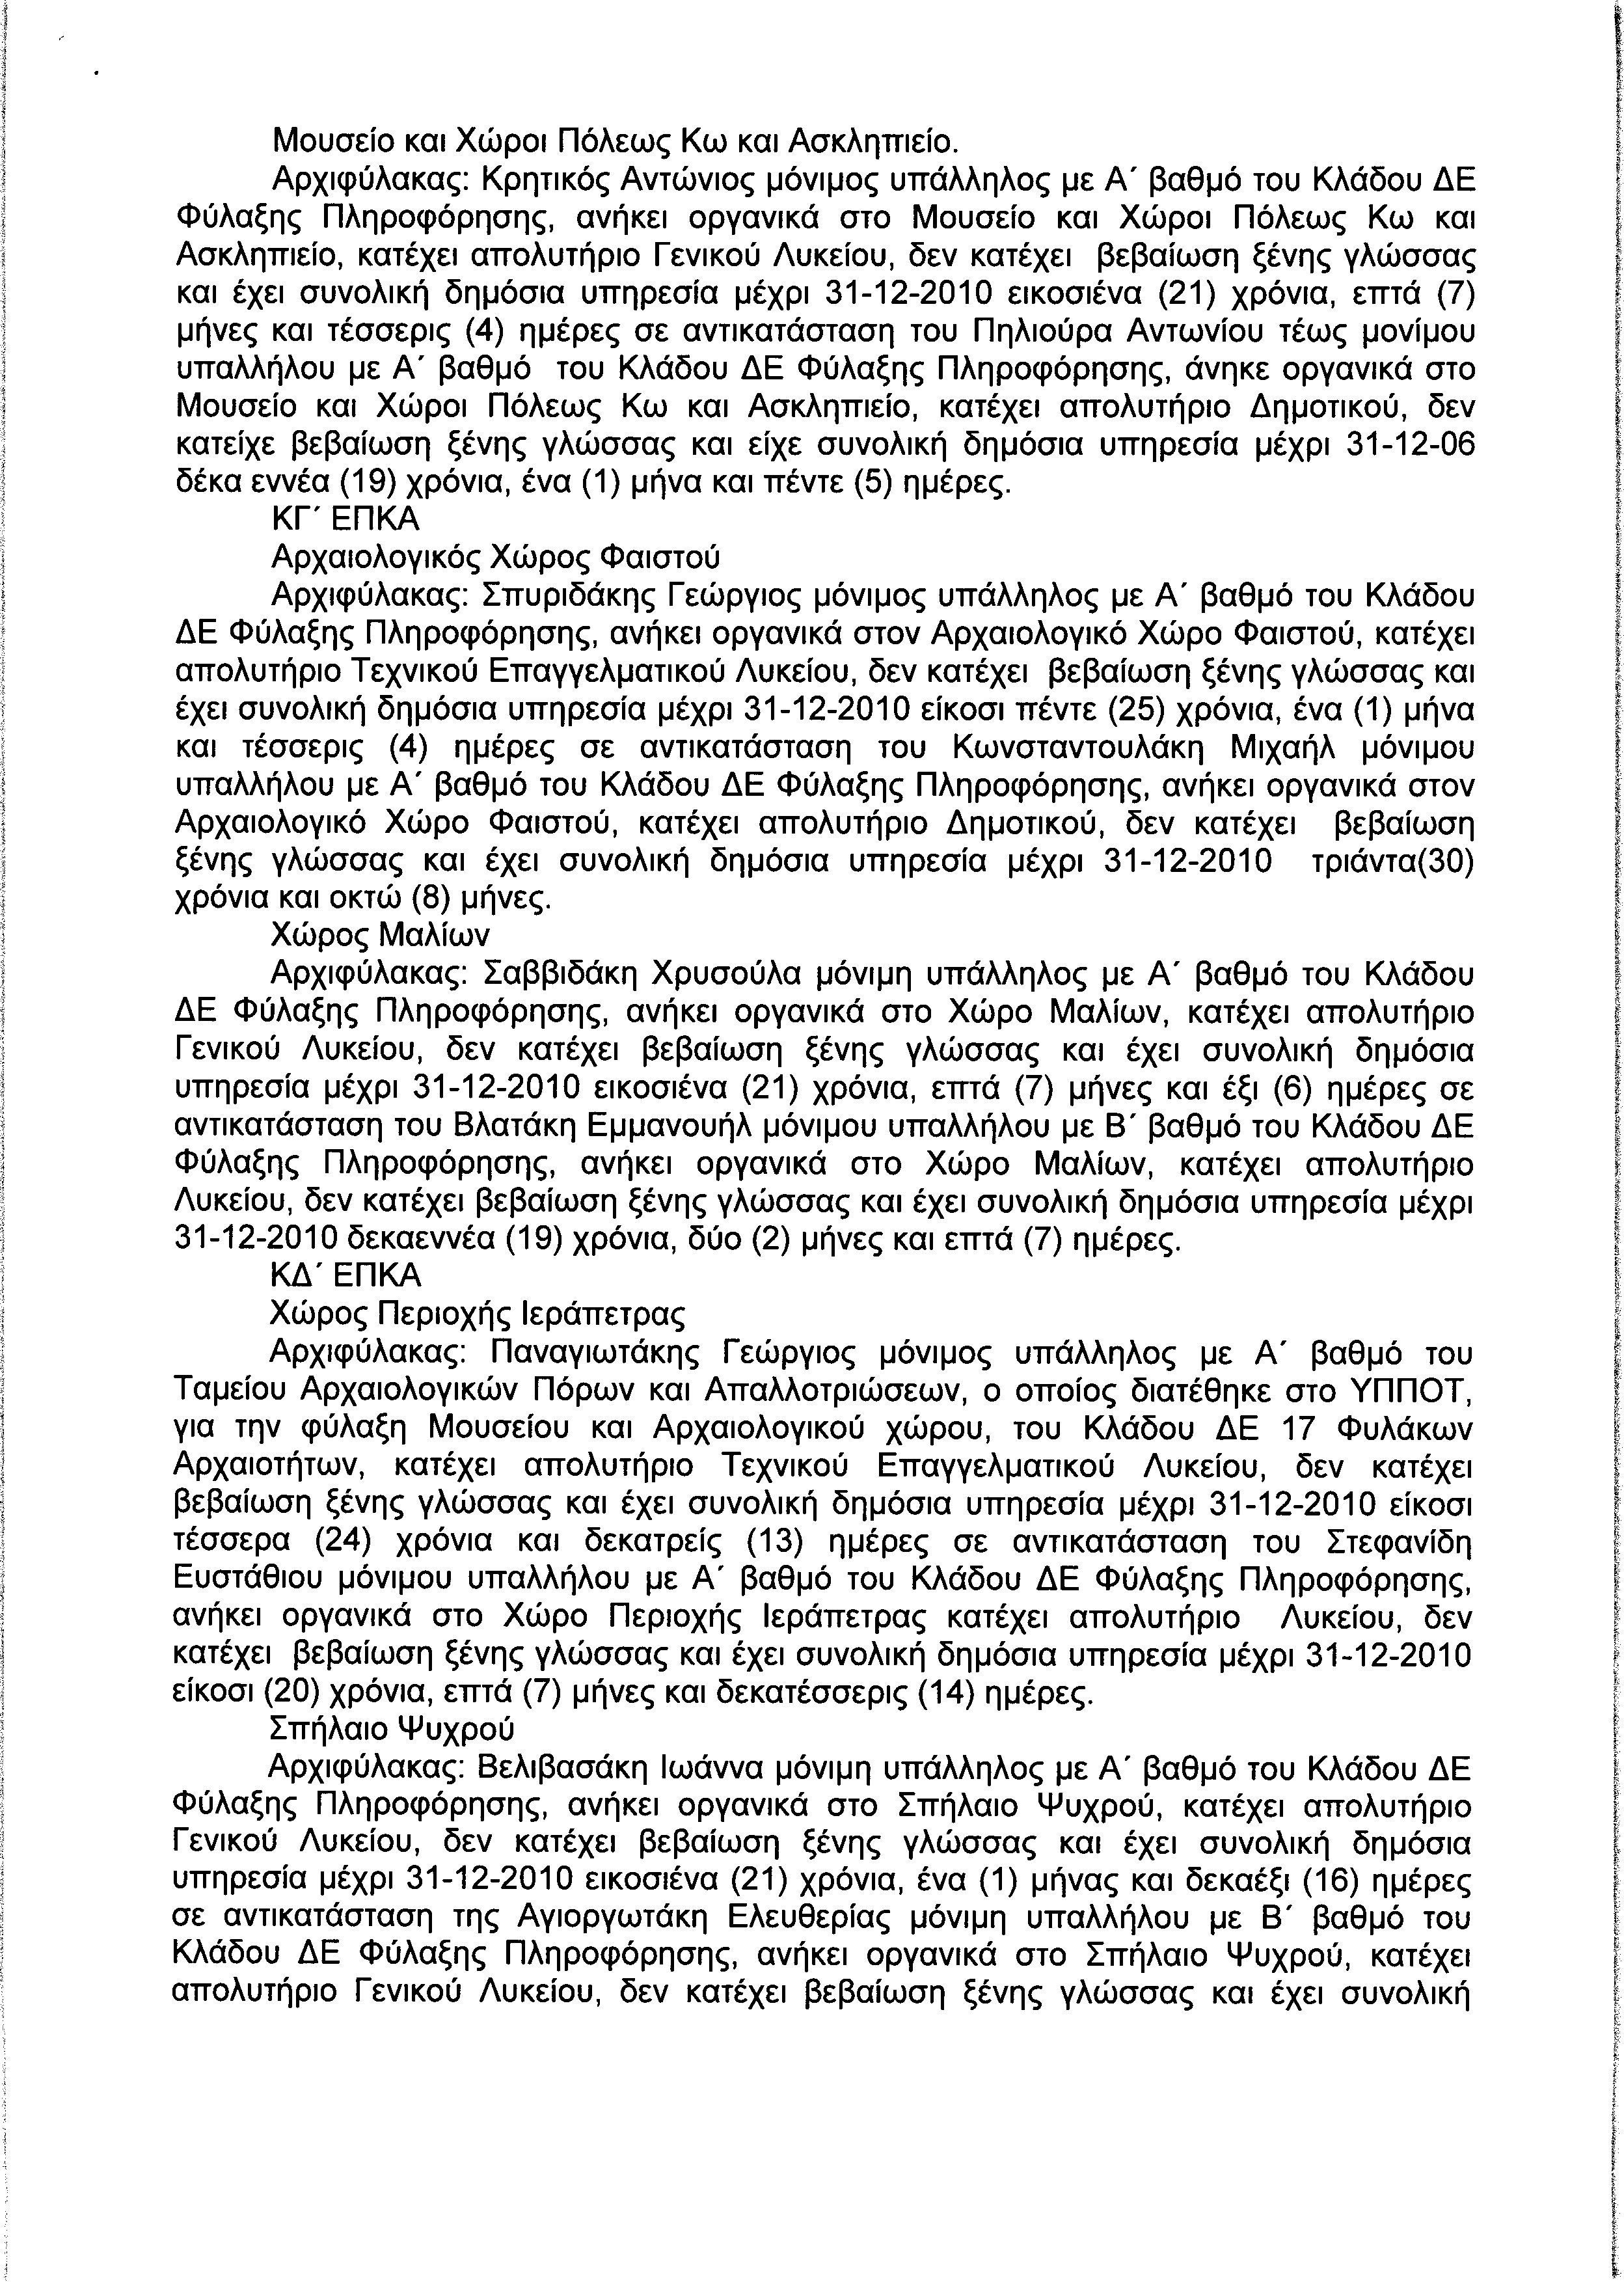 Μουσείο και Χώροι Πόλεως Κω και Ασκληπιείο.
Αρχιφύλακας: Κρητικός Αντώνιος μόνιμος υπάλληλος με Α΄ βαθμό του Κλάδου ΔΕ
Φύλαξης Πληροφόρησης, ανήκει οργανικά στο Μουσείο και Χώροι Πόλεως Κω και
Ασκληπιείο, κατέχει απολυτήριο Γενικού Λυκείου, δεν κατέχει βεβαίωση ξένης γλώσσας
και έχει συνολική δημόσια υπηρεσία μέχρι 31-12-2010 εικοσιένα (21) χρόνια, επτά (7)
μήνες και τέσσερις (4) ημέρες σε αντικατάσταση του Πηλιούρα Αντωνίου τέως μονίμου
υπαλλήλου με Α΄ βαθμό του Κλάδου ΔΕ Φύλαξης Πληροφόρησης, άνηκε οργανικά στο
Μουσείο και Χώροι Πόλεως Κω και Ασκληπιείο, κατέχει απολυτήριο Δημοτικού, δεν
κατείχε βεβαίωση ξένης γλώσσας και είχε συνολική δημόσια υπηρεσία μέχρι 31-12-06
δέκα εννέα (19) χρόνια, ένα (1) μήνα και πέντε (5) ημέρες.
ΚΓ΄ ΕΠΚΑ
Αρχαιολογικός Χώρος Φαιστού
Αρχιφύλακας: Σπυριδάκης Γεώργιος μόνιμος υπάλληλος με Α΄ βαθμό του Κλάδου
ΔΕ Φύλαξης Πληροφόρησης, ανήκει οργανικά στον Αρχαιολογικό Χώρο Φαιστού, κατέχει
απολυτήριο Τεχνικού Επαγγελματικού Λυκείου, δεν κατέχει βεβαίωση ξένης γλώσσας και
έχει συνολική δημόσια υπηρεσία μέχρι 31-12-2010 είκοσι πέντε (25) χρόνια, ένα (1) μήνα
και τέσσερις (4) ημέρες σε αντικατάσταση του Κωνσταντουλάκη Μιχαήλ μόνιμου
υπαλλήλου με Α΄ βαθμό του Κλάδου ΔΕ Φύλαξης Πληροφόρησης, ανήκει οργανικά στον
Αρχαιολογικό Χώρο Φαιστού, κατέχει απολυτήριο Δημοτικού, δεν κατέχει βεβαίωση
ξένης γλώσσας και έχει συνολική δημόσια υπηρεσία μέχρι 31-12-2010 τριάντα(30)
χρόνια και οκτώ (8) μήνες.
Χώρος Μαλίων
Αρχιφύλακας: Σαββιδάκη Χρυσούλα μόνιμη υπάλληλος με Α΄ βαθμό του Κλάδου
ΔΕ Φύλαξης Πληροφόρησης, ανήκει οργανικά στο Χώρο Μαλίων, κατέχει απολυτήριο
Γενικού Λυκείου, δεν κατέχει βεβαίωση ξένης γλώσσας και έχει συνολική δημόσια
υπηρεσία μέχρι 31-12-2010 εικοσιένα (21) χρόνια, επτά (7) μήνες και έξι (6) ημέρες σε
αντικατάσταση του Βλατάκη Εμμανουήλ μόνιμου υπαλλήλου με Β΄ βαθμό του Κλάδου ΔΕ
Φύλαξης Πληροφόρησης, ανήκει οργανικά στο Χώρο Μαλίων, κατέχει απολυτήριο
Λυκείου, δεν κατέχει βεβαίωση ξένης γλώσσας και έχει συνολική δημόσια υπηρεσία μέχρι
31-12-2010 δεκαεννέα (19) χρόνια, δύο (2) μήνες και επτά (7) ημέρες.
ΚΔ΄ ΕΠΚΑ
Χώρος Περιοχής Ιεράπετρας
Αρχιφύλακας: Παναγιωτάκης Γεώργιος μόνιμος υπάλληλος με Α΄ βαθμό του
Ταμείου Αρχαιολογικών Πόρων και Απαλλοτριώσεων, ο οποίος διατέθηκε στο ΥΠΠΟΤ,
για την φύλαξη Μουσείου και Αρχαιολογικού χώρου, του Κλάδου ΔΕ 17 Φυλάκων
Αρχαιοτήτων, κατέχει απολυτήριο Τεχνικού Επαγγελματικού Λυκείου, δεν κατέχει
βεβαίωση ξένης γλώσσας και έχει συνολική δημόσια υπηρεσία μέχρι 31-12-2010 είκοσι
τέσσερα (24) χρόνια και δεκατρείς (13) ημέρες σε αντικατάσταση του Στεφανίδη
Ευστάθιου μόνιμου υπαλλήλου με Α΄ βαθμό του Κλάδου ΔΕ Φύλαξης Πληροφόρησης,
ανήκει οργανικά στο Χώρο Περιοχής Ιεράπετρας κατέχει απολυτήριο Λυκείου, δεν
κατέχει βεβαίωση ξένης γλώσσας και έχει συνολική δημόσια υπηρεσία μέχρι 31-12-2010
είκοσι (20) χρόνια, επτά (7) μήνες και δεκατέσσερις (14) ημέρες.
Σπήλαιο Ψυχρού
Αρχιφύλακας: Βελιβασάκη Ιωάννα μόνιμη υπάλληλος με Α΄ βαθμό του Κλάδου ΔΕ
Φύλαξης Πληροφόρησης, ανήκει οργανικά στο Σπήλαιο Ψυχρού, κατέχει απολυτήριο
Γενικού Λυκείου, δεν κατέχει βεβαίωση ξένης γλώσσας και έχει συνολική δημόσια
υπηρεσία μέχρι 31-12-2010 εικοσιένα (21) χρόνια, ένα (1) μήνας και δεκαέξι (16) ημέρες
σε αντικατάσταση της Αγιοργωτάκη Ελευθερίας μόνιμη υπαλλήλου με Β΄ βαθμό του
Κλάδου ΔΕ Φύλαξης Πληροφόρησης, ανήκει οργανικά στο Σπήλαιο Ψυχρού, κατέχει
απολυτήριο Γενικού Λυκείου, δεν κατέχει βεβαίωση ξένης γλώσσας και έχει συνολική